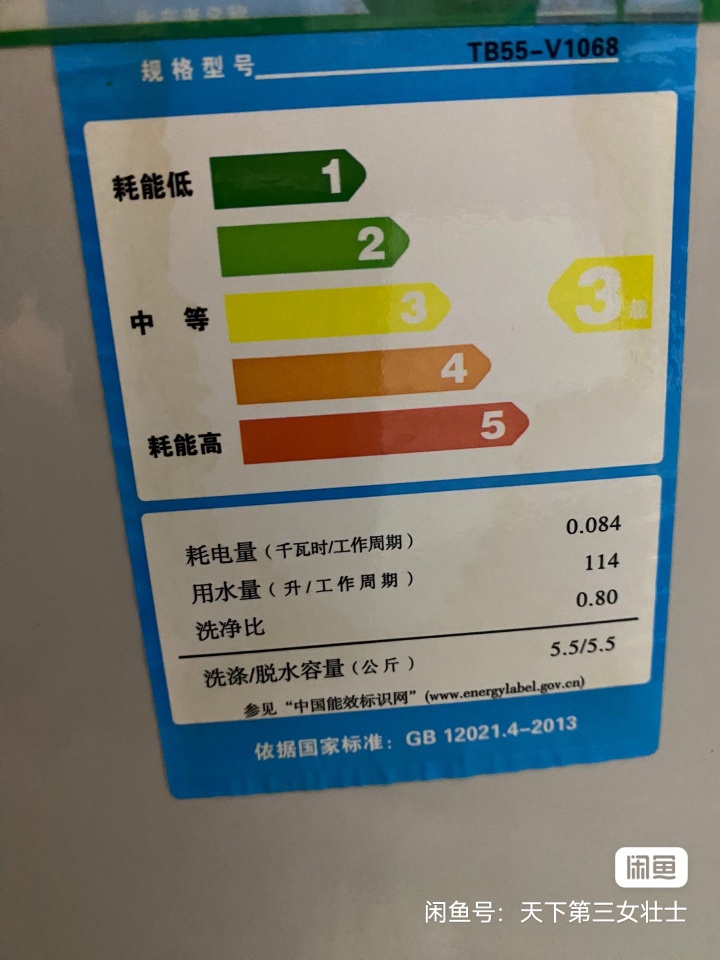 规格型号 TB55-V1068
耗能低 1
2
中 等 3 3级
4
耗能高 5
耗电量（千瓦时/工作周期） 0.084
用水量（升/工作周期） 114
洗净比 0.80
洗涤/脱水容量（公斤） 5.5/5.5
参见“中国能效标识网”(www.energylabel.gov.cn)
依据国家标准：GB 12021.4-2013
闲鱼
闲鱼号：天下第三女壮士